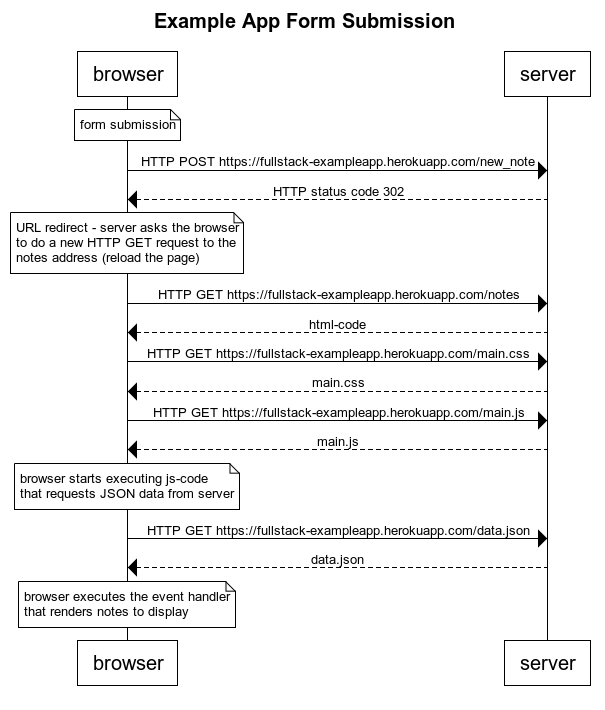 Example App Form Submission
browser
server
form submission
HTTP POST https://fullstack-exampleapp.herokuapp.com/new_note
HTTP status code 302
URL redirect - server asks the browser
to do a new HTTP GET request to the
notes address (reload the page)
HTTP GET https://fullstack-exampleapp.herokuapp.com/notes
html-code
HTTP GET https://fullstack-exampleapp.herokuapp.com/main.css
main.css
HTTP GET https://fullstack-exampleapp.herokuapp.com/main.js
main.js
browser starts executing js-code
that requests JSON data from server
HTTP GET https://fullstack-exampleapp.herokuapp.com/data.json
data.json
browser executes the event handler
that renders notes to display
browser
server